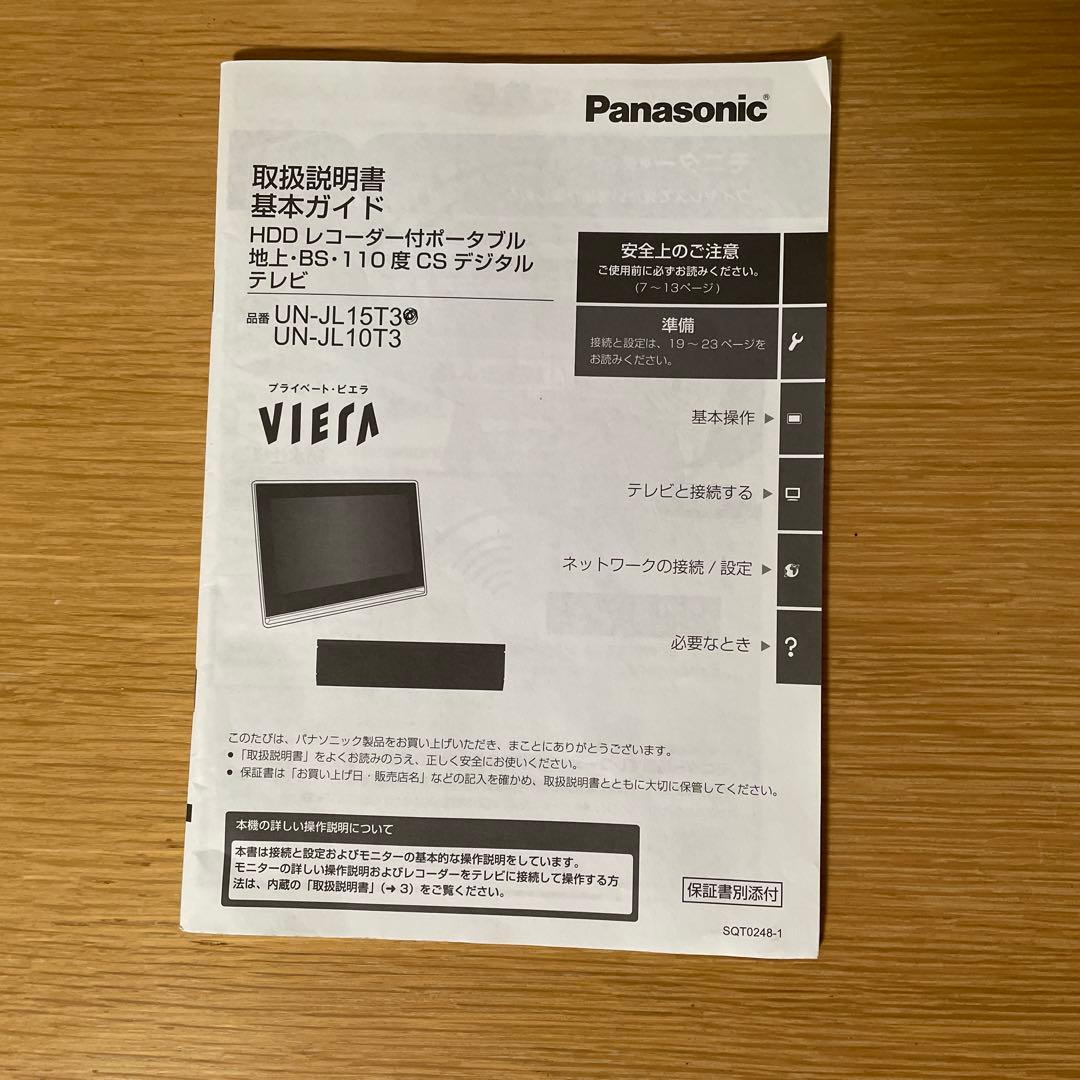 Panasonic®
取扱説明書
基本ガイド
HDD レコーダー付ポータブル
地上・BS・110 度 CS デジタル
テレビ
品番 UN-JL15T3
UN-JL10T3
プライベート・ビエラ
VIErA
安全上のご注意
ご使用前に必ずお読みください。
(7〜13ページ)
準備
接続と設定は、19〜23ページを
お読みください。
基本操作 ▶
テレビと接続する ▶
ネットワークの接続 / 設定 ▶
必要なとき ▶ ?
このたびは、パナソニック製品をお買い上げいただき、まことにありがとうございます。
● 「取扱説明書」をよくお読みのうえ、正しく安全にお使いください。
● 保証書は「お買い上げ日・販売店名」などの記入を確かめ、取扱説明書とともに大切に保管してください。
本機の詳しい操作説明について
本書は接続と設定およびモニターの基本的な操作説明をしています。
モニターの詳しい操作説明およびレコーダーをテレビに接続して操作する方
法は、内蔵の「取扱説明書」(➔ 3) をご覧ください。
保証書別添付
SQT0248-1